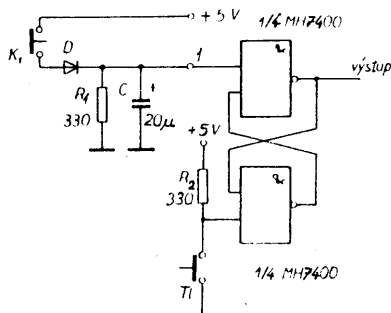 +5V
1/4 MH7400
K1
D
1
&
výstup
R1
330
C
+
20µ
+5V
R2
330
&
Tl
1/4 MH7400